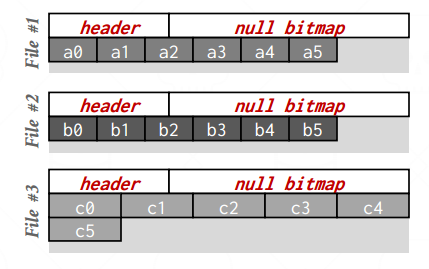 File #1
header null bitmap
a0 a1 a2 a3 a4 a5
File #2
header null bitmap
b0 b1 b2 b3 b4 b5
File #3
header null bitmap
c0 c1 c2 c3 c4
c5